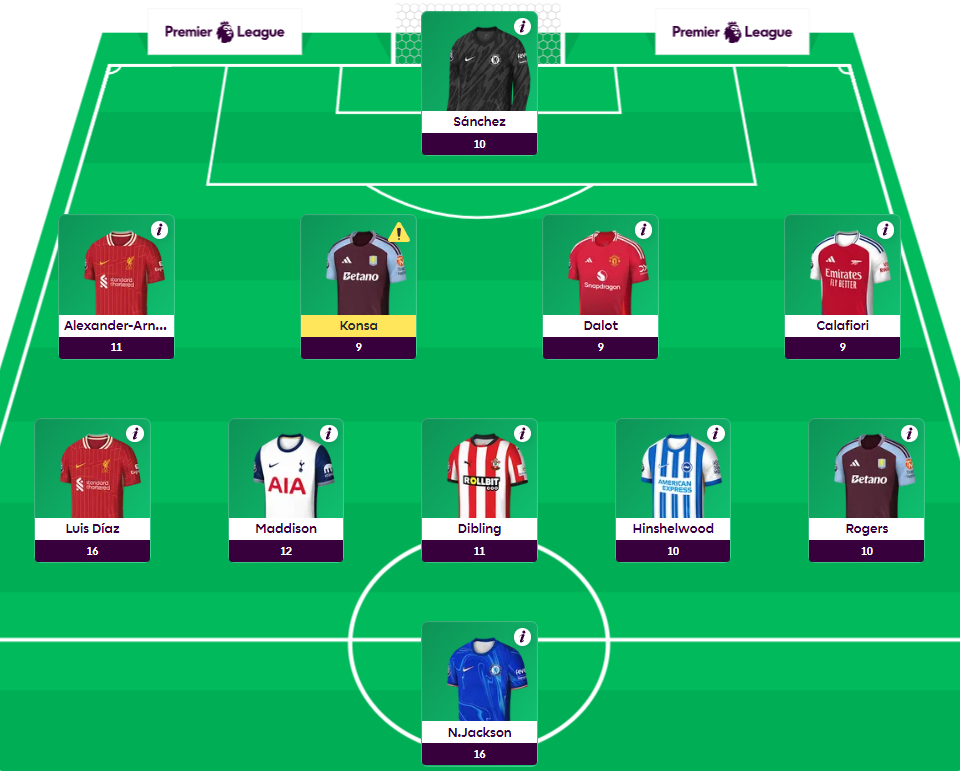 Premier League
Premier League
Sánchez
10
Alexander-Arn...
11
Betano
Konsa
9
Snapdragon
Dalot
9
Emirates
FLY BETTER
Calafiori
9
standard
chartered
Luis Díaz
16
AIA
Maddison
12
ROLLBIT
Dibling
11
AMERICAN
EXPRESS
Hinshelwood
10
Betano
Rogers
10
N.Jackson
16